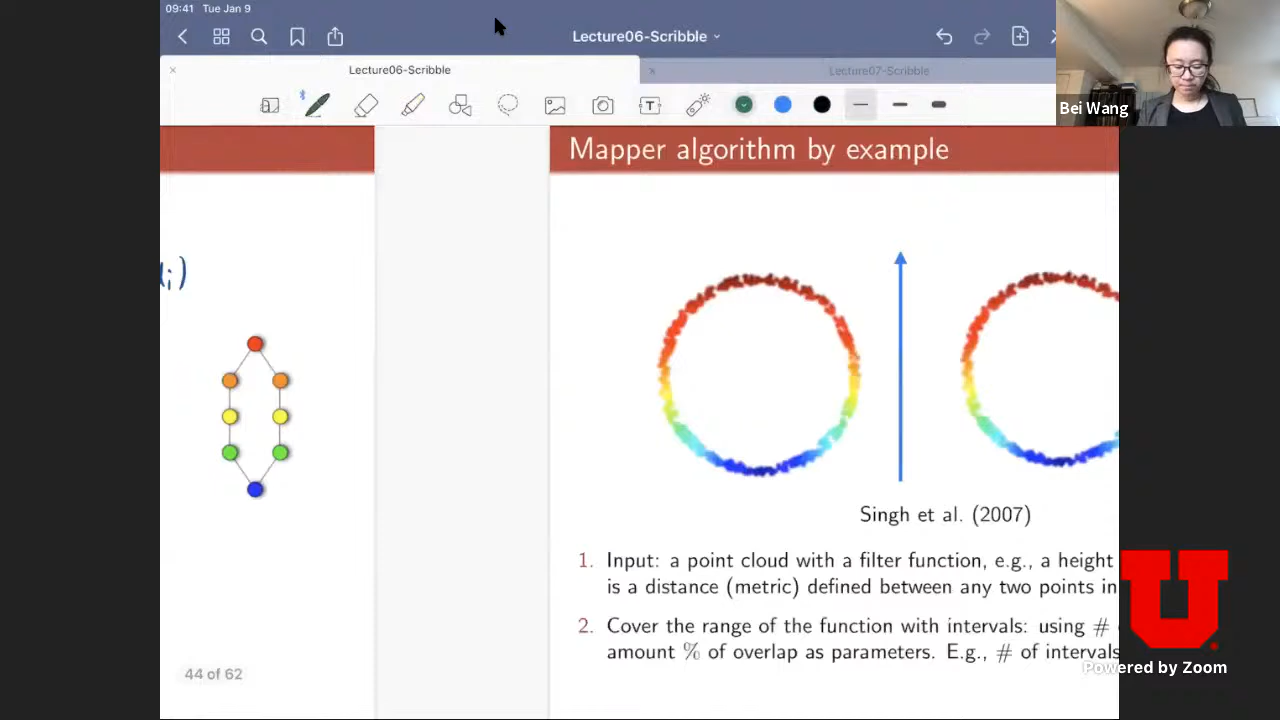 09:41 Tue Jan 9
Lecture06-Scribble
Lecture06-Scribble
Lecture07-Scribble
T
Bei Wang
Mapper algorithm by example
Singh et al. (2007)
1. Input: a point cloud with a filter function, e.g., a height
is a distance (metric) defined between any two points in
2. Cover the range of the function with intervals: using #
amount % of overlap as parameters. E.g., # of intervals
44 of 62
U
Powered by Zoom